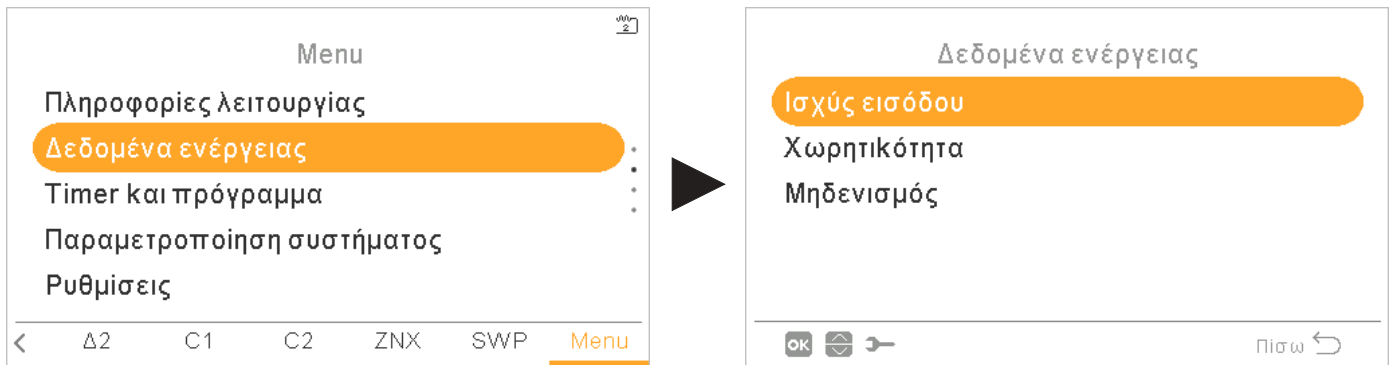 2
Menu
Πληροφορίες λειτουργίας
Δεδομένα ενέργειας
Timer και πρόγραμμα
Παραμετροποίηση συστήματος
Ρυθμίσεις
Δ2 C1 C2 ZNX SWP Menu
Δεδομένα ενέργειας
Ισχύς εισόδου
Χωρητικότητα
Μηδενισμός
OK Πίσω